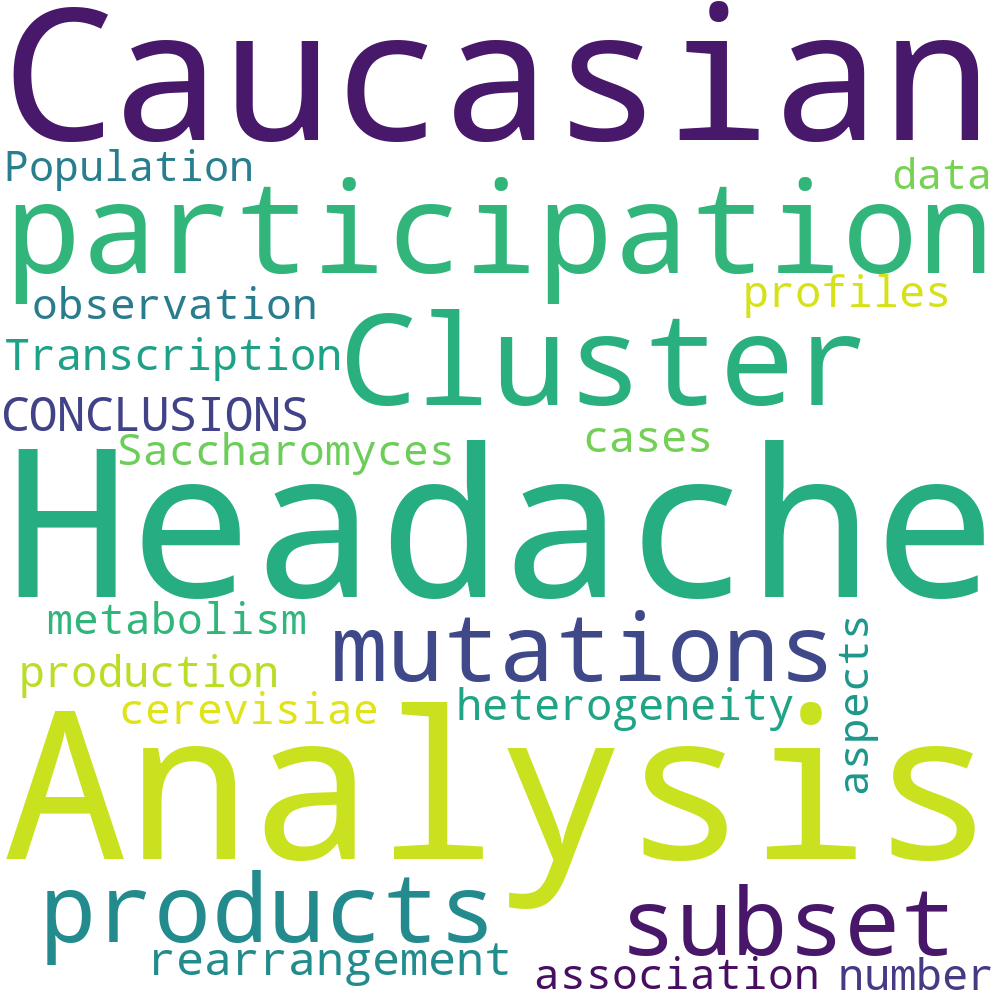 Caucasian
Population
data
participation
profiles
observation
Cluster
Transcription
CONCLUSIONS
Saccharomyces
cases
Headache
metabolism
mutations
aspects
production
cerevisiae
heterogeneity
Analysis
products
subset
rearrangement
association
number